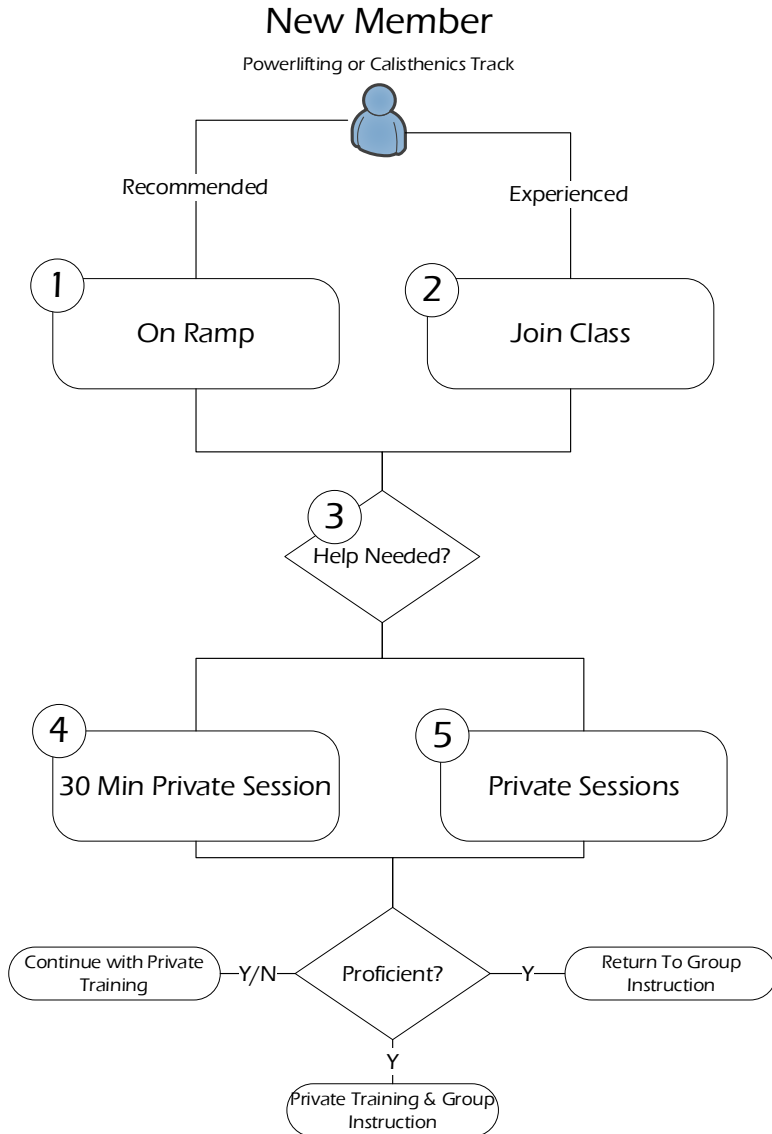 New Member
Powerlifting or Calisthenics Track
Recommended
Experienced
1
On Ramp
2
Join Class
3
Help Needed?
4
30 Min Private Session
5
Private Sessions
Continue with Private
Training
Y/N
Proficient?
Y
Return To Group
Instruction
Y
Private Training & Group
Instruction